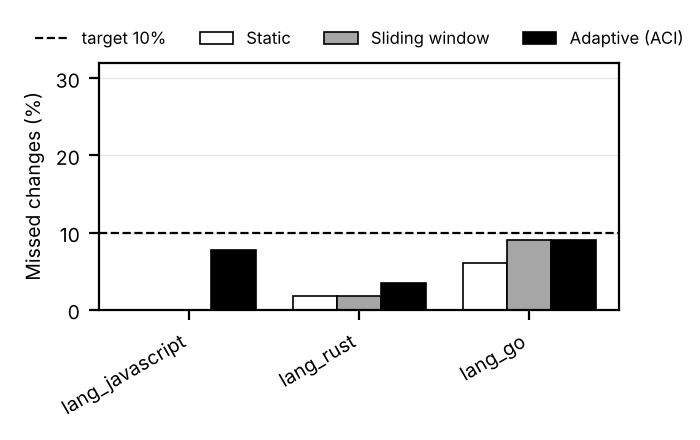 target 10% Static Sliding window Adaptive (ACI)
Missed changes (%)
30
20
10
0
lang_javascript lang_rust lang_go